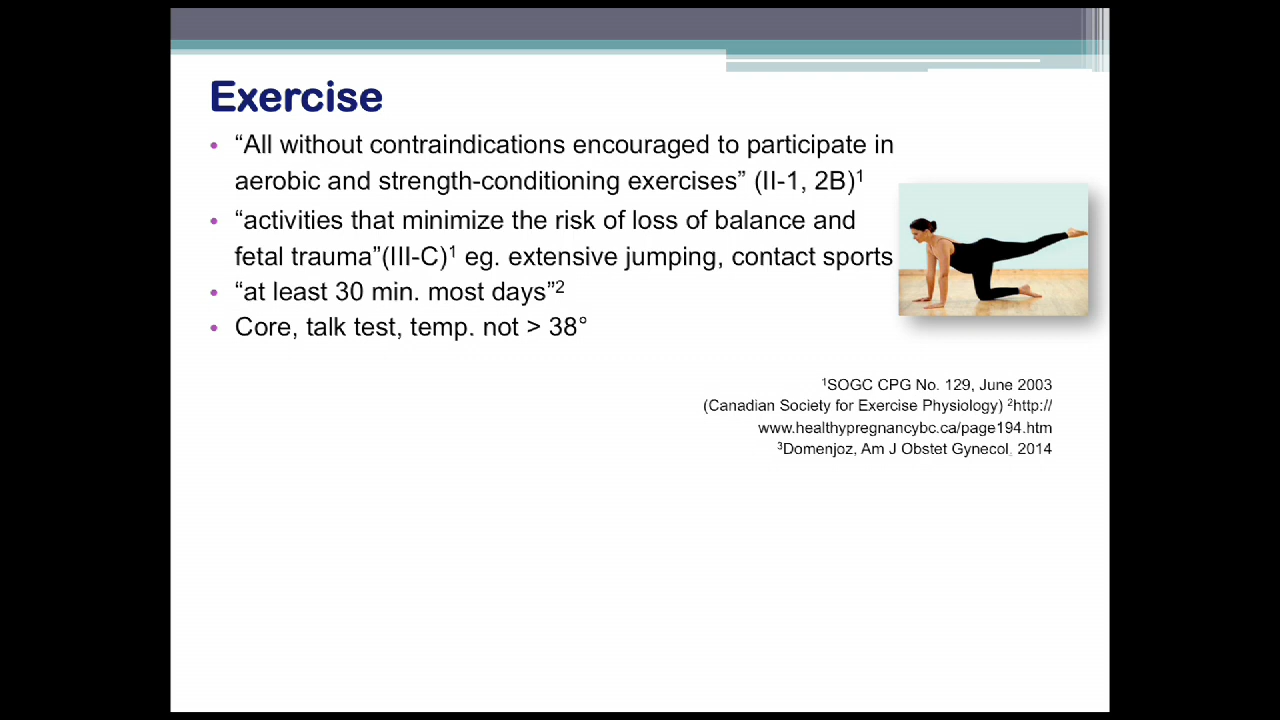 Exercise
• “All without contraindications encouraged to participate in
aerobic and strength-conditioning exercises” (II-1, 2B)¹
• “activities that minimize the risk of loss of balance and
fetal trauma”(III-C)¹ eg. extensive jumping, contact sports
• “at least 30 min. most days”²
• Core, talk test, temp. not > 38°
¹SOGC CPG No. 129, June 2003
(Canadian Society for Exercise Physiology) ²http://
www.healthypregnancybc.ca/page194.htm
³Domenjoz, Am J Obstet Gynecol, 2014